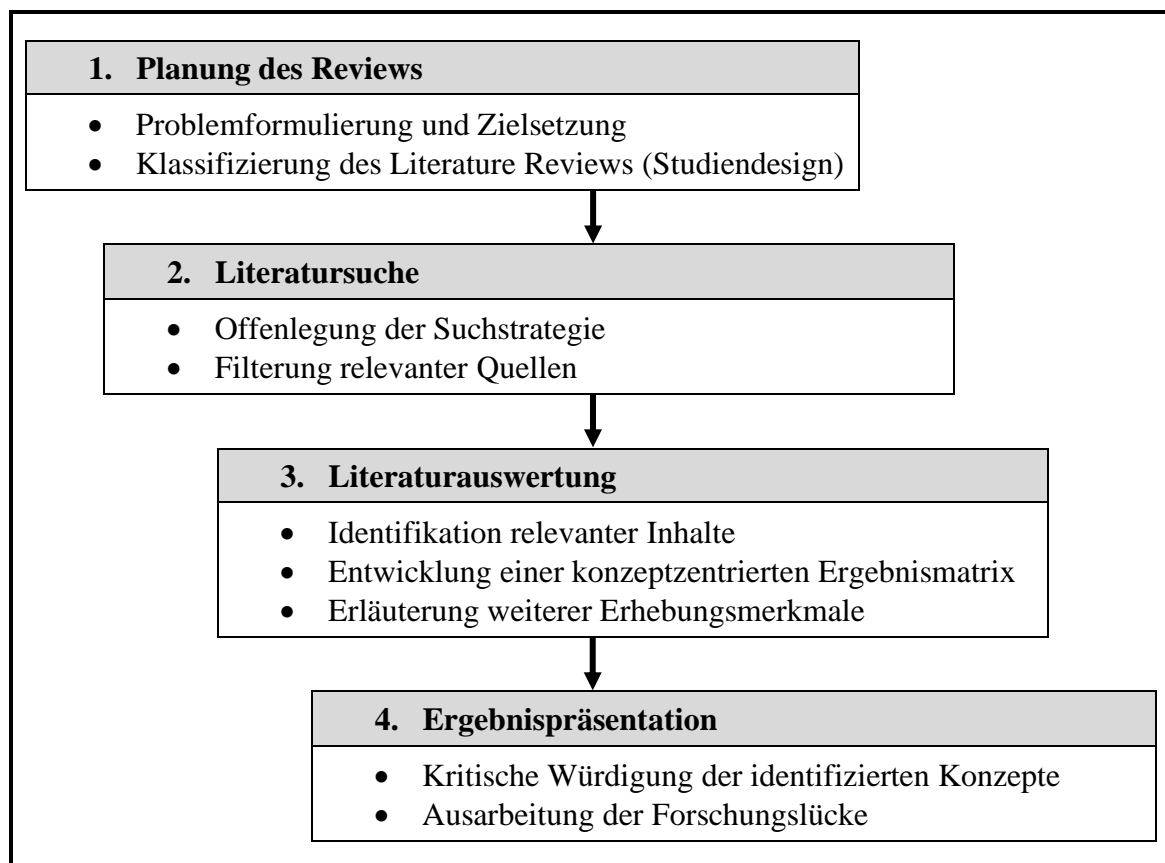 1. Planung des Reviews
• Problemformulierung und Zielsetzung
• Klassifizierung des Literature Reviews (Studiendesign)
2. Literatursuche
• Offenlegung der Suchstrategie
• Filterung relevanter Quellen
3. Literaturauswertung
• Identifikation relevanter Inhalte
• Entwicklung einer konzeptzentrierten Ergebnismatrix
• Erläuterung weiterer Erhebungsmerkmale
4. Ergebnispräsentation
• Kritische Würdigung der identifizierten Konzepte
• Ausarbeitung der Forschungslücke